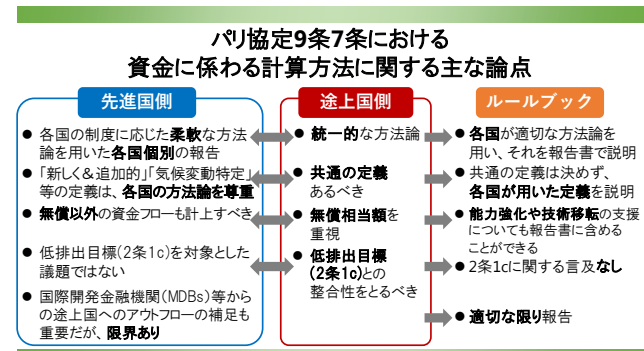 パリ協定9条7条における
資金に係わる計算方法に関する主な論点
先進国側
● 各国の制度に応じた柔軟な方法
論を用いた各国個別の報告
● 「新しく＆追加的」「気候変動特定」
等の定義は、各国の方法論を尊重
● 無償以外の資金フローも計上すべき
● 低排出目標(2条1c)を対象とした
議題ではない
● 国際開発金融機関(MDBs)等から
の途上国へのアウトフローの補足も
重要だが、限界あり
途上国側
● 統一的な方法論
● 共通の定義
あるべき
● 無償相当額を
重視
● 低排出目標
(2条1c)との
整合性をとるべき
ルールブック
● 各国が適切な方法論を
用い、それを報告書で説明
● 共通の定義は決めず、
各国が用いた定義を説明
● 能力強化や技術移転の支援
についても報告書に含める
ことができる
● 2条1cに関する言及なし
● 適切な限り報告